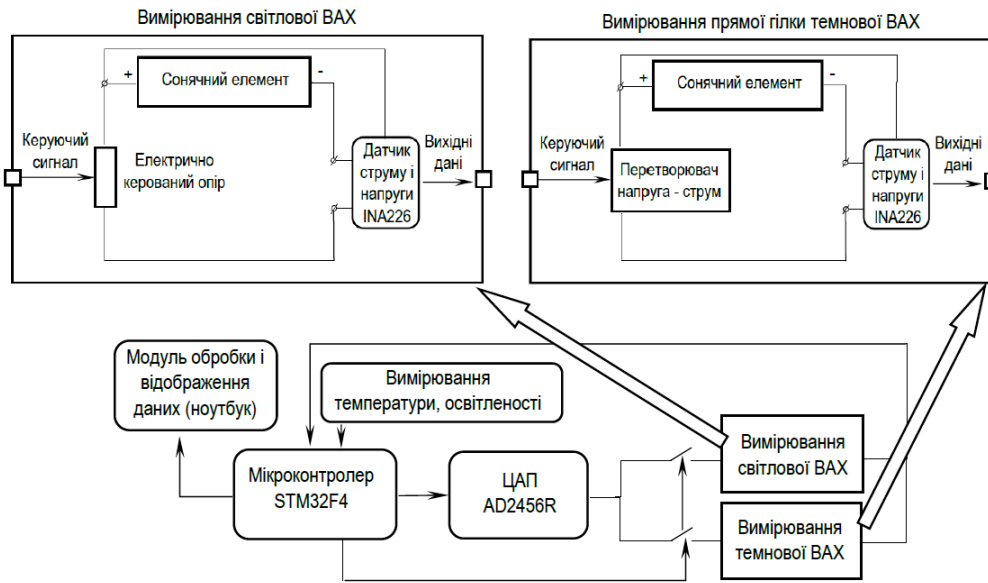 Вимірювання світлової ВАХ
+
Сонячний елемент
-
Керуючий
сигнал
Електрично
керований опір
Датчик
струму і
напруги
INA226
Вихідні
дані
Вимірювання прямої гілки темнової ВАХ
+
Сонячний елемент
-
Керуючий
сигнал
Перетворювач
напруга - струм
Датчик
струму і
напруги
INA226
Вихідні
дані
Модуль обробки і
відображення
даних (ноутбук)
Вимірювання
температури, освітленості
Мікроконтролер
STM32F4
ЦАП
AD2456R
Вимірювання
світлової ВАХ
Вимірювання
темнової ВАХ